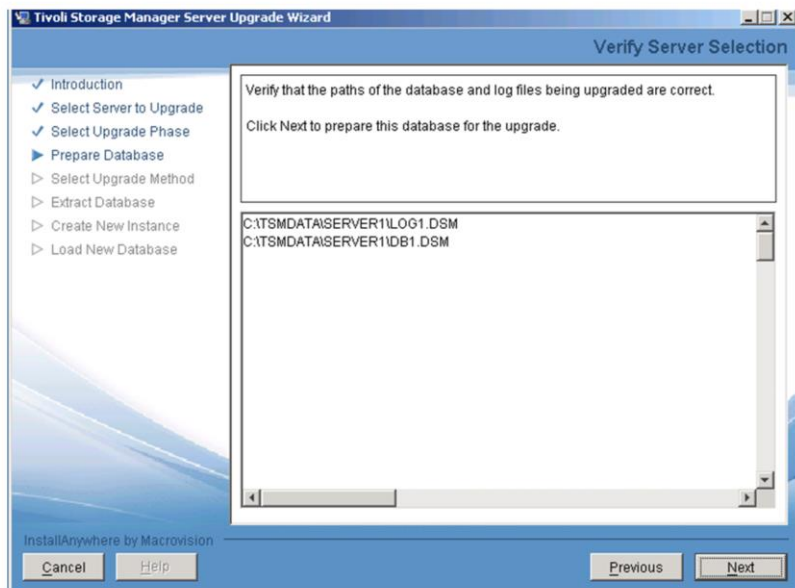 Tivoli Storage Manager Server Upgrade Wizard
Verify Server Selection
Introduction
Select Server to Upgrade
Select Upgrade Phase
Prepare Database
Select Upgrade Method
Extract Database
Create New Instance
Load New Database
Verify that the paths of the database and log files being upgraded are correct.
Click Next to prepare this database for the upgrade.
C:\TSMDATA\SERVER1\LOG1.DSM
C:\TSMDATA\SERVER1\DB1.DSM
InstallAnywhere by Macrovision
Cancel
Help
Previous
Next